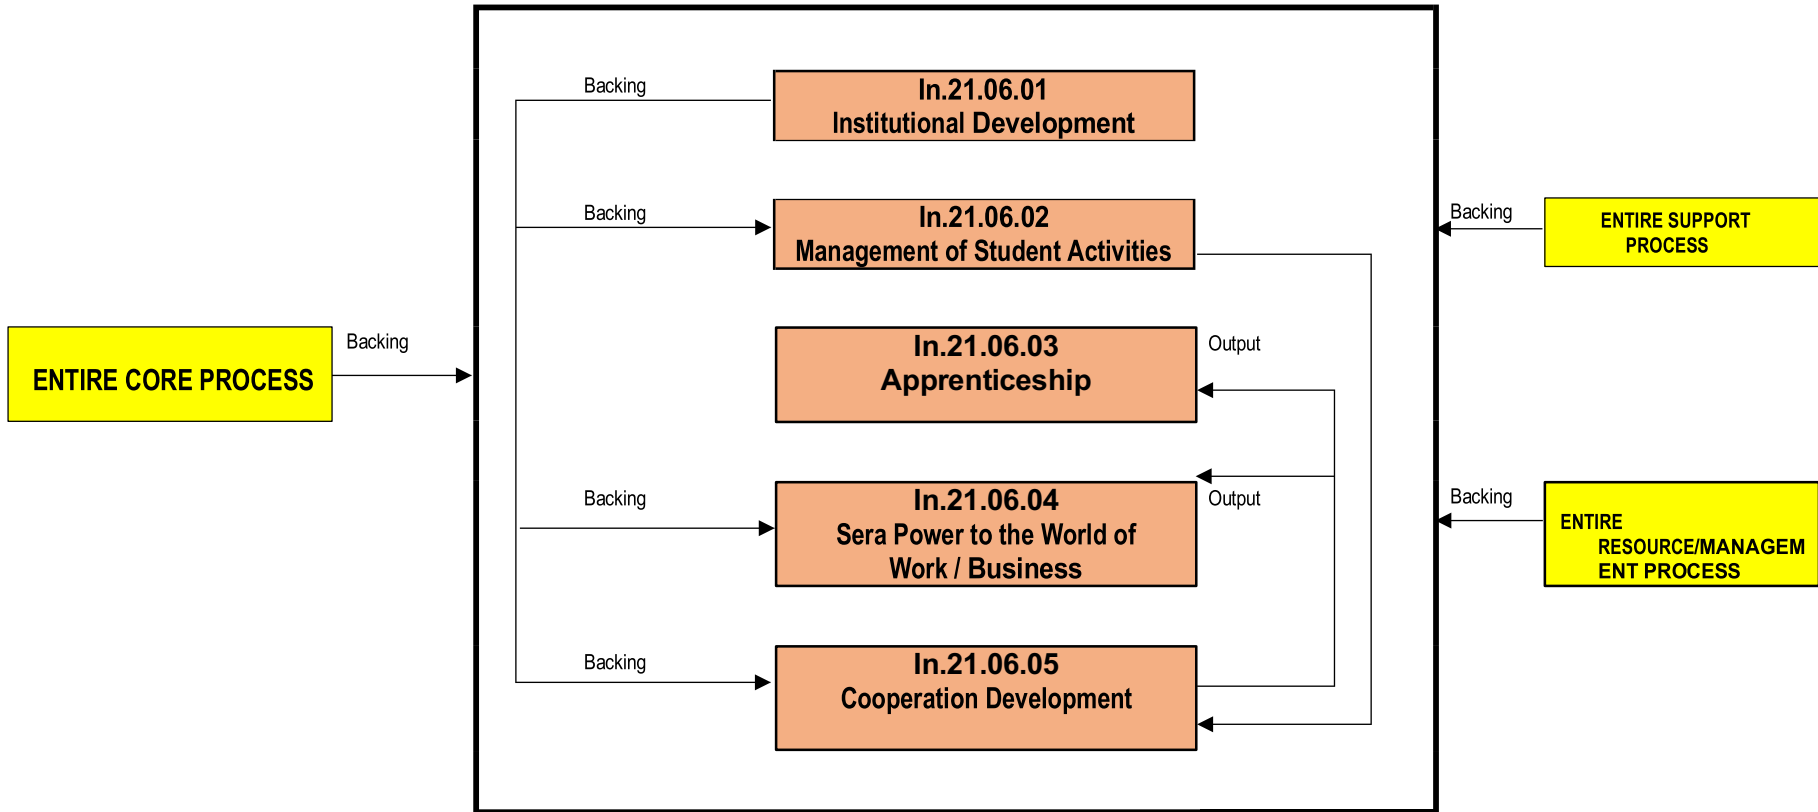 Backing
In.21.06.01
Institutional Development
Backing
In.21.06.02
Management of Student Activities
Backing
ENTIRE SUPPORT
PROCESS
Backing
ENTIRE CORE PROCESS
In.21.06.03
Apprenticeship
Output
Backing
In.21.06.04
Sera Power to the World of
Work / Business
Output
Backing
ENTIRE
RESOURCE/MANAGEM
ENT PROCESS
Backing
In.21.06.05
Cooperation Development